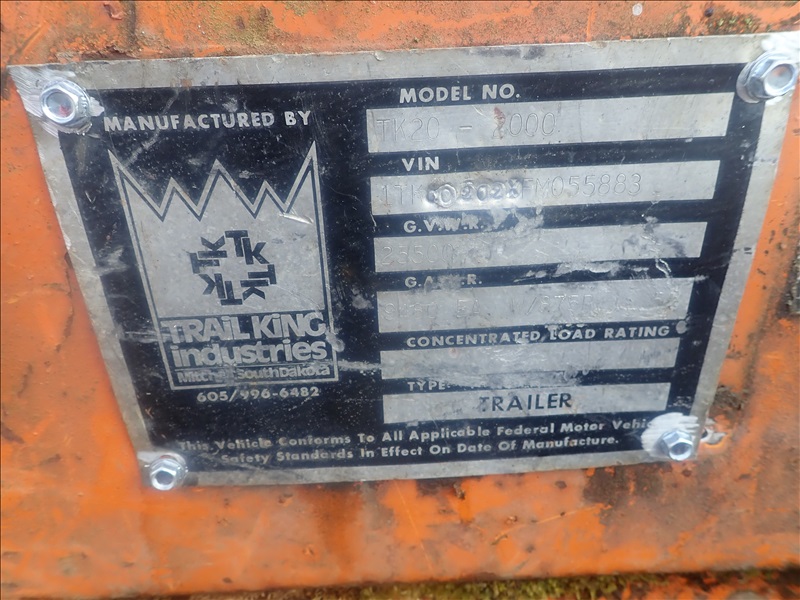 MANUFACTURED BY
TK
TK
TK
TK
TRAIL KING
industries
Mitchell, South Dakota
605/996-6482
MODEL NO.
TK20 -
VIN
G.V.W.R.
G.A.W.R.
CONCENTRATED LOAD RATING
TYPE
TRAILER
This Vehicle Conforms To All Applicable Federal Motor Vehicle
Safety Standards In Effect On Date Of Manufacture.